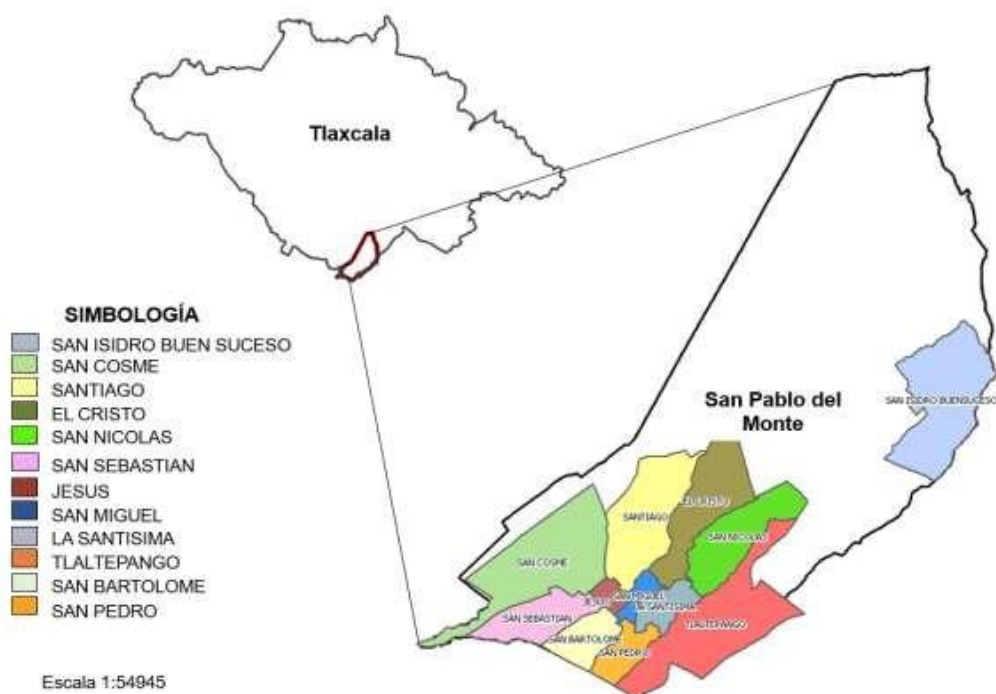 Tlaxcala
SIMBOLOGÍA
SAN ISIDRO BUEN SUCESO
SAN COSME
SANTIAGO
EL CRISTO
SAN NICOLAS
SAN SEBASTIAN
JESUS
SAN MIGUEL
LA SANTISIMA
TLALTEPANGO
SAN BARTOLOME
SAN PEDRO
Escala 1:54945
San Pablo del
Monte
SAN ISIDRO BUENSUCESO
SANTIAGO
EL CRISTO
SAN NICOLAS
SAN COSME
JESUS
SAN MIGUEL
LA SANTISIMA
SAN SEBASTIAN
TLALTEPANGO
SAN BARTOLOME
SAN PEDRO